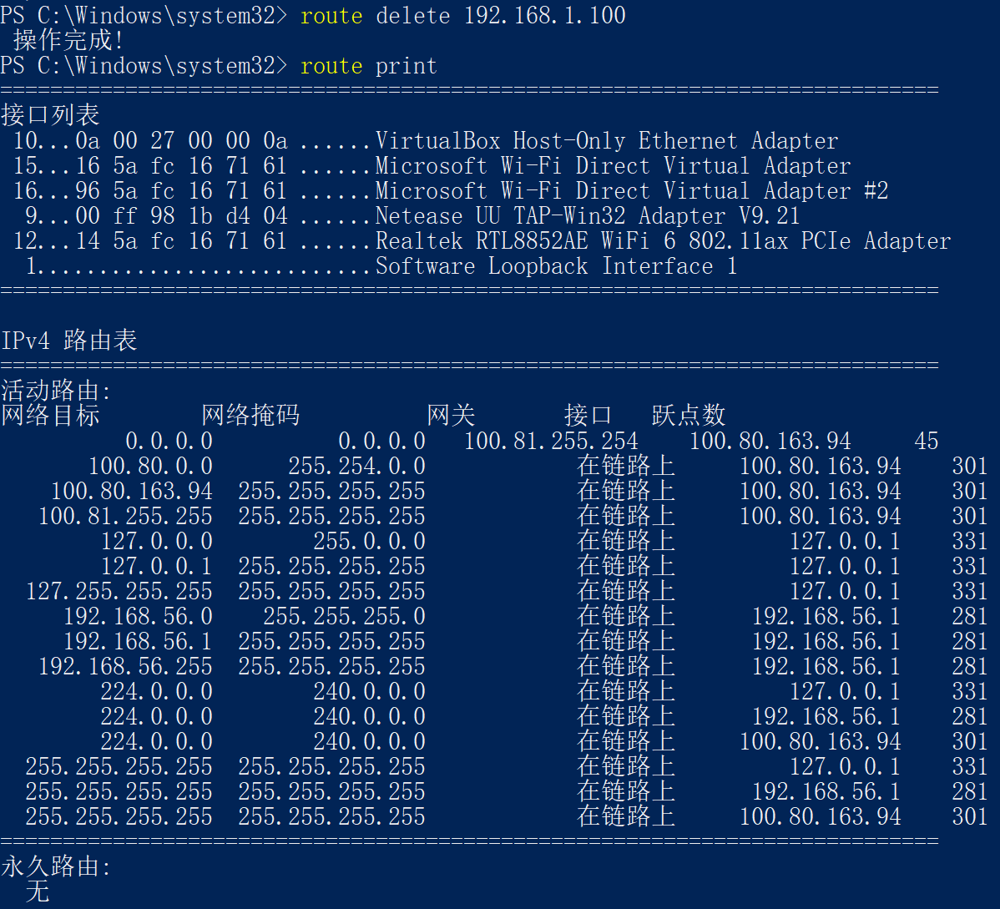 PS C:\Windows\system32> route delete 192.168.1.100
操作完成!
PS C:\Windows\system32> route print
===========================================================================
接口列表
10...0a 00 27 00 00 0a ......VirtualBox Host-Only Ethernet Adapter
15...16 5a fc 16 71 61 ......Microsoft Wi-Fi Direct Virtual Adapter
16...96 5a fc 16 71 61 ......Microsoft Wi-Fi Direct Virtual Adapter #2
9...00 ff 98 1b d4 04 ......Netease UU TAP-Win32 Adapter V9.21
12...14 5a fc 16 71 61 ......Realtek RTL8852AE WiFi 6 802.11ax PCIe Adapter
1...........................Software Loopback Interface 1
===========================================================================
IPv4 路由表
===========================================================================
活动路由:
网络目标 网络掩码 网关 接口 跃点数
0.0.0.0 0.0.0.0 100.81.255.254 100.80.163.94 45
100.80.0.0 255.254.0.0 在链路上 100.80.163.94 301
100.80.163.94 255.255.255.255 在链路上 100.80.163.94 301
100.81.255.255 255.255.255.255 在链路上 100.80.163.94 301
127.0.0.0 255.0.0.0 在链路上 127.0.0.1 331
127.0.0.1 255.255.255.255 在链路上 127.0.0.1 331
127.255.255.255 255.255.255.255 在链路上 127.0.0.1 331
192.168.56.0 255.255.255.0 在链路上 192.168.56.1 281
192.168.56.1 255.255.255.255 在链路上 192.168.56.1 281
192.168.56.255 255.255.255.255 在链路上 192.168.56.1 281
224.0.0.0 240.0.0.0 在链路上 127.0.0.1 331
224.0.0.0 240.0.0.0 在链路上 192.168.56.1 281
224.0.0.0 240.0.0.0 在链路上 100.80.163.94 301
255.255.255.255 255.255.255.255 在链路上 127.0.0.1 331
255.255.255.255 255.255.255.255 在链路上 192.168.56.1 281
255.255.255.255 255.255.255.255 在链路上 100.80.163.94 301
===========================================================================
永久路由:
无